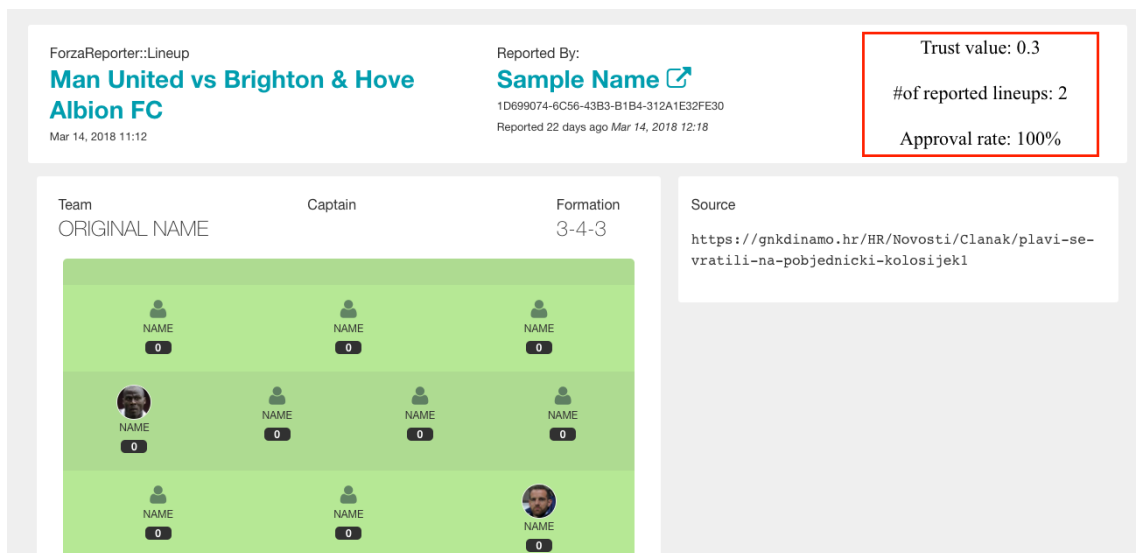 ForzaReporter::Lineup
Man United vs Brighton & Hove
Albion FC
Mar 14, 2018 11:12
Reported By:
Sample Name
1D699074-6C56-43B3-B1B4-312A1E32FE30
Reported 22 days ago Mar 14, 2018 12:18
Trust value: 0.3
#of reported lineups: 2
Approval rate: 100%
Team
ORIGINAL NAME
Captain
Formation
3-4-3
NAME
0
NAME
0
NAME
0
NAME
0
NAME
0
NAME
0
NAME
0
NAME
0
NAME
0
NAME
0
Source
https://gnkdinamo.hr/HR/Novosti/Clanak/plavi-se-
vratili-na-pobjednicki-kolosijek1